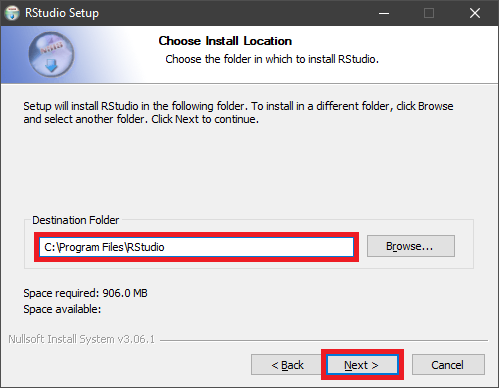 RStudio Setup
Choose Install Location
Choose the folder in which to install RStudio.
Setup will install RStudio in the following folder. To install in a different folder, click Browse
and select another folder. Click Next to continue.
Destination Folder
C:\Program Files\RStudio
Browse...
Space required: 906.0 MB
Space available:
Nullsoft Install System v3.06.1
< Back
Next >
Cancel